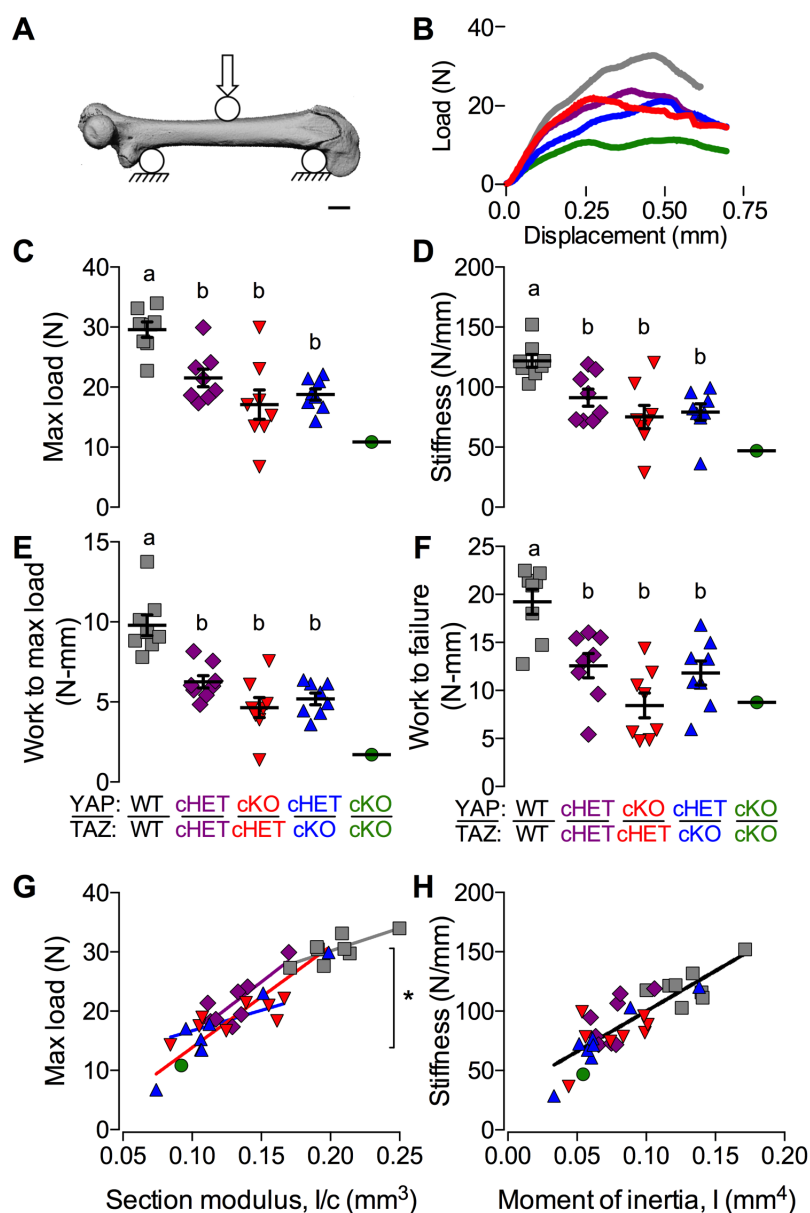 A
B
Load (N)
40
20
0
0.0
0.25
0.50
0.75
Displacement (mm)
C
Max load (N)
40
30
20
10
0
a
b
b
b
D
Stiffness (N/mm)
200
150
100
50
0
a
b
b
b
E
Work to max load
(N-mm)
15
10
5
0
a
b
b
b
F
Work to failure
(N-mm)
25
20
15
10
5
0
a
b
b
b
YAP: WT cHET cKO cHET cKO
TAZ: WT cHET cHET cKO cKO
YAP: WT cHET cKO cHET cKO
TAZ: WT cHET cHET cKO cKO
G
Max load (N)
40
30
20
10
0
*
0.05 0.10 0.15 0.20 0.25
Section modulus, I/c (mm³)
H
Stiffness (N/mm)
200
150
100
50
0
0.00 0.05 0.10 0.15 0.20
Moment of inertia, I (mm⁴)